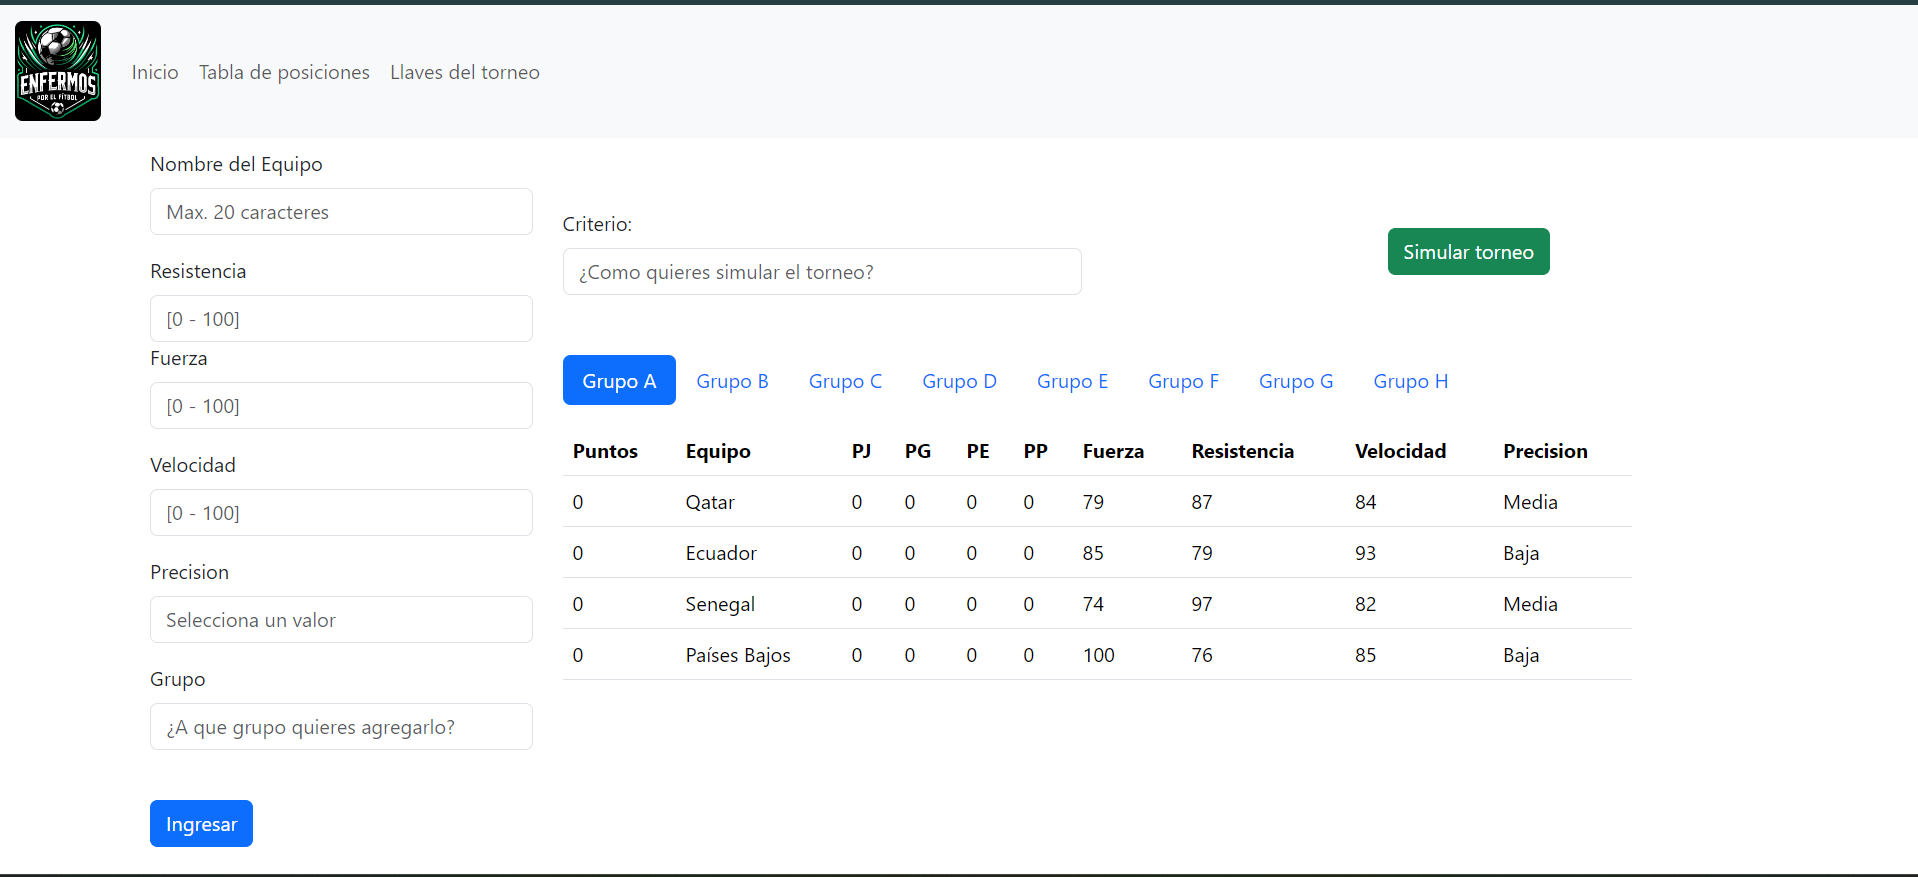 ENFERMOS
POR EL FÍTBOL
Inicio Tabla de posiciones Llaves del torneo
Nombre del Equipo
Max. 20 caracteres
Resistencia
[0 - 100]
Fuerza
[0 - 100]
Velocidad
[0 - 100]
Precision
Selecciona un valor
Grupo
¿A que grupo quieres agregarlo?
Ingresar
Criterio:
¿Como quieres simular el torneo?
Simular torneo
Grupo A Grupo B Grupo C Grupo D Grupo E Grupo F Grupo G Grupo H
Puntos Equipo PJ PG PE PP Fuerza Resistencia Velocidad Precision
0 Qatar 0 0 0 0 79 87 84 Media
0 Ecuador 0 0 0 0 85 79 93 Baja
0 Senegal 0 0 0 0 74 97 82 Media
0 Países Bajos 0 0 0 0 100 76 85 Baja